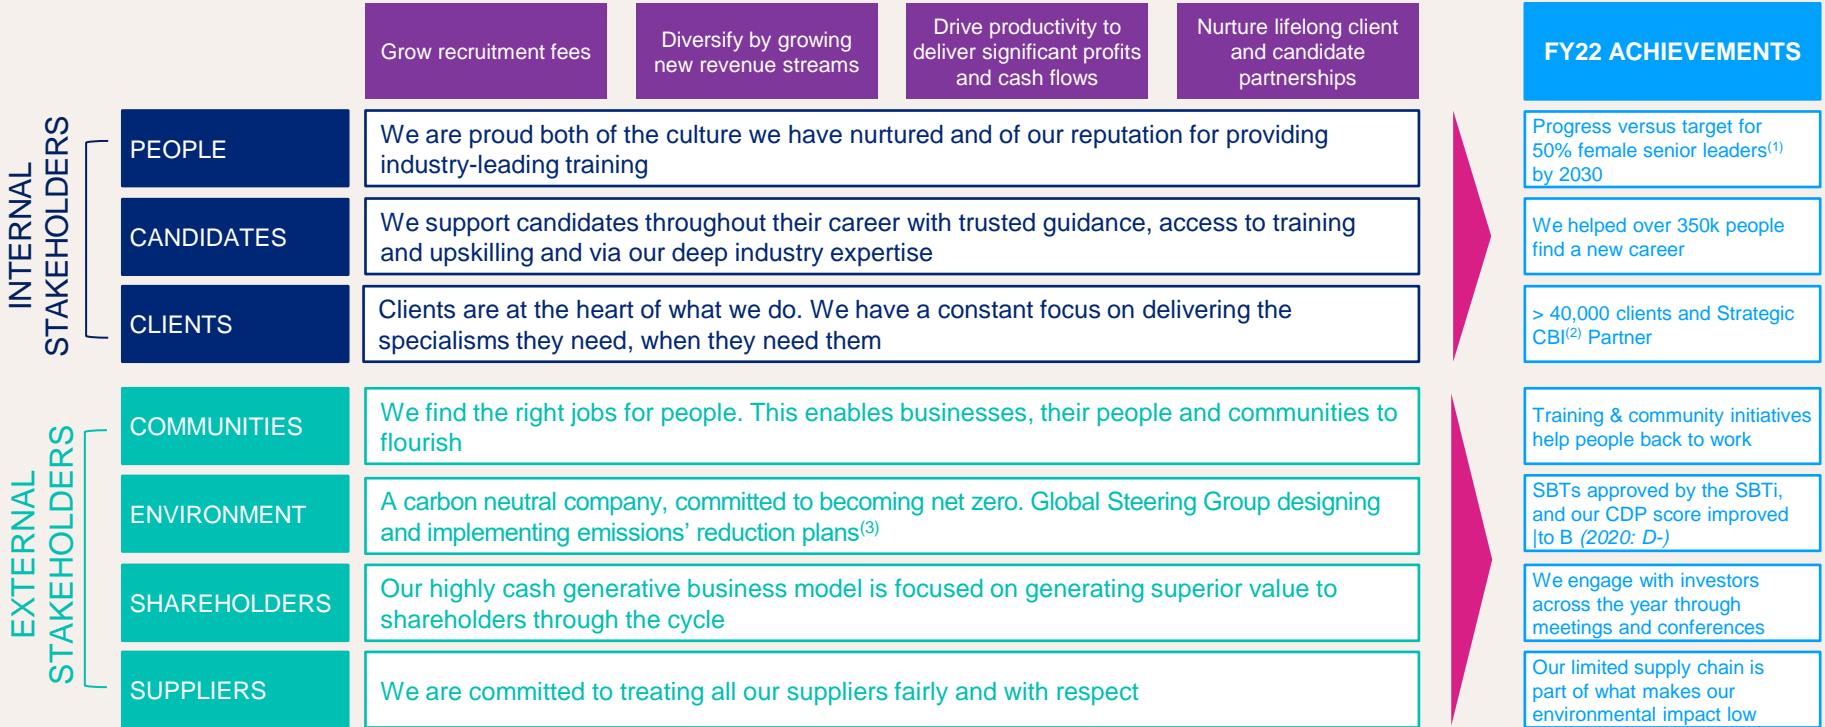 Grow recruitment fees
Diversify by growing
new revenue streams
Drive productivity to
deliver significant profits
and cash flows
Nurture lifelong client
and candidate
partnerships
FY22 ACHIEVEMENTS
INTERNAL
STAKEHOLDERS
PEOPLE
We are proud both of the culture we have nurtured and of our reputation for providing
industry-leading training
Progress versus target for
50% female senior leaders(1)
by 2030
CANDIDATES
We support candidates throughout their career with trusted guidance, access to training
and upskilling and via our deep industry expertise
We helped over 350k people
find a new career
CLIENTS
Clients are at the heart of what we do. We have a constant focus on delivering the
specialisms they need, when they need them
> 40,000 clients and Strategic
CBI(2) Partner
EXTERNAL
STAKEHOLDERS
COMMUNITIES
We find the right jobs for people. This enables businesses, their people and communities to
flourish
Training & community initiatives
help people back to work
ENVIRONMENT
A carbon neutral company, committed to becoming net zero. Global Steering Group designing
and implementing emissions’ reduction plans(3)
SBTs approved by the SBTi,
and our CDP score improved
|to B (2020: D-)
SHAREHOLDERS
Our highly cash generative business model is focused on generating superior value to
shareholders through the cycle
We engage with investors
across the year through
meetings and conferences
SUPPLIERS
We are committed to treating all our suppliers fairly and with respect
Our limited supply chain is
part of what makes our
environmental impact low